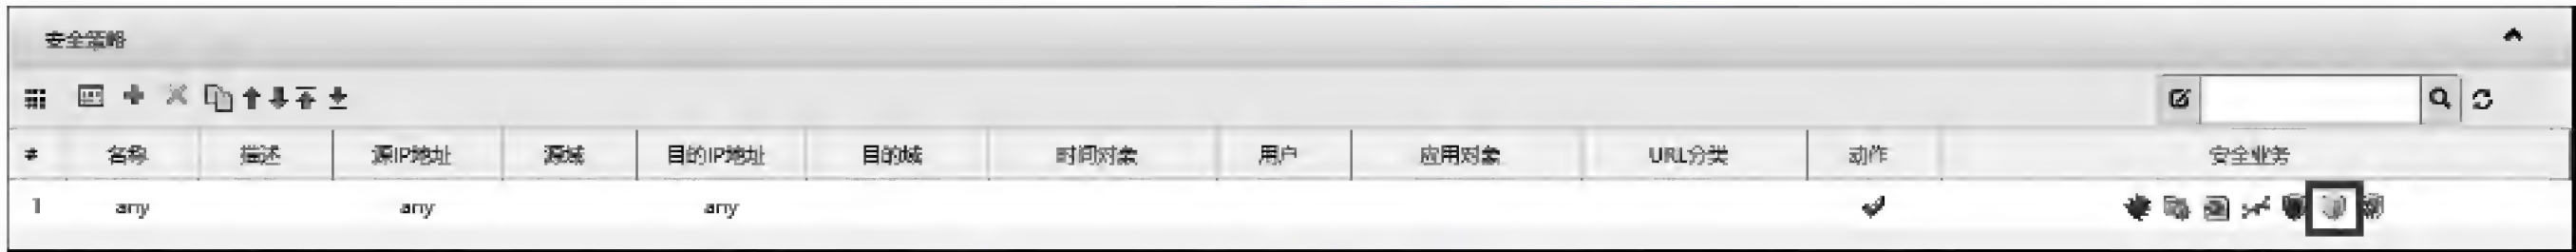 安全策略
# 名称 描述 源IP地址 源域 目的IP地址 目的域 时间对象 用户 应用对象 URL分类 动作 安全业务
1 any any any